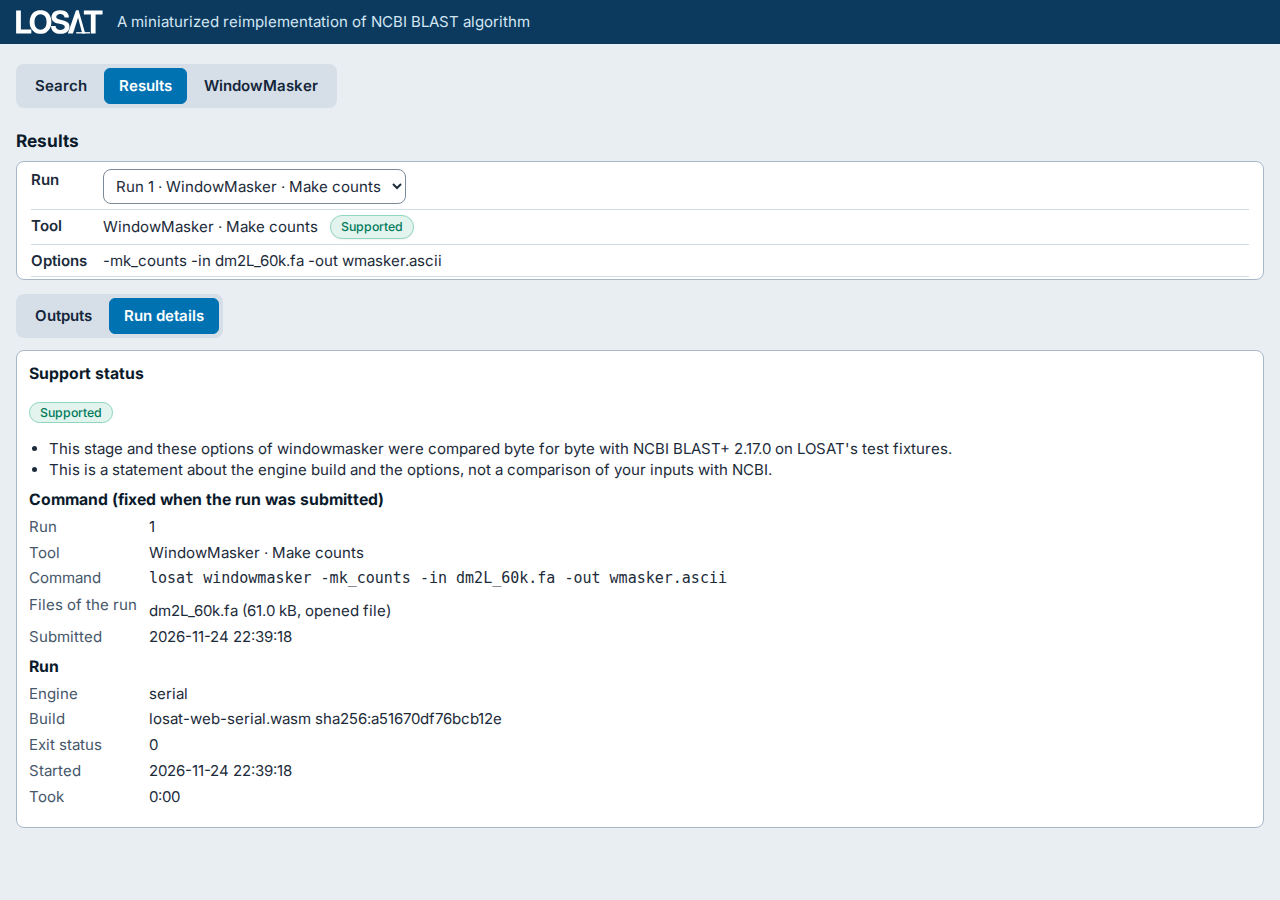 LOSAT A miniaturized reimplementation of NCBI BLAST algorithm
Search Results WindowMasker
Results
Run Run 1 · WindowMasker · Make counts
Tool WindowMasker · Make counts Supported
Options -mk_counts -in dm2L_60k.fa -out wmasker.ascii
Outputs Run details
Support status
Supported
• This stage and these options of windowmasker were compared byte for byte with NCBI BLAST+ 2.17.0 on LOSAT's test fixtures.
• This is a statement about the engine build and the options, not a comparison of your inputs with NCBI.
Command (fixed when the run was submitted)
Run 1
Tool WindowMasker · Make counts
Command losat windowmasker -mk_counts -in dm2L_60k.fa -out wmasker.ascii
Files of the run dm2L_60k.fa (61.0 kB, opened file)
Submitted 2026-11-24 22:39:18
Run
Engine serial
Build losat-web-serial.wasm sha256:a51670df76bcb12e
Exit status 0
Started 2026-11-24 22:39:18
Took 0:00